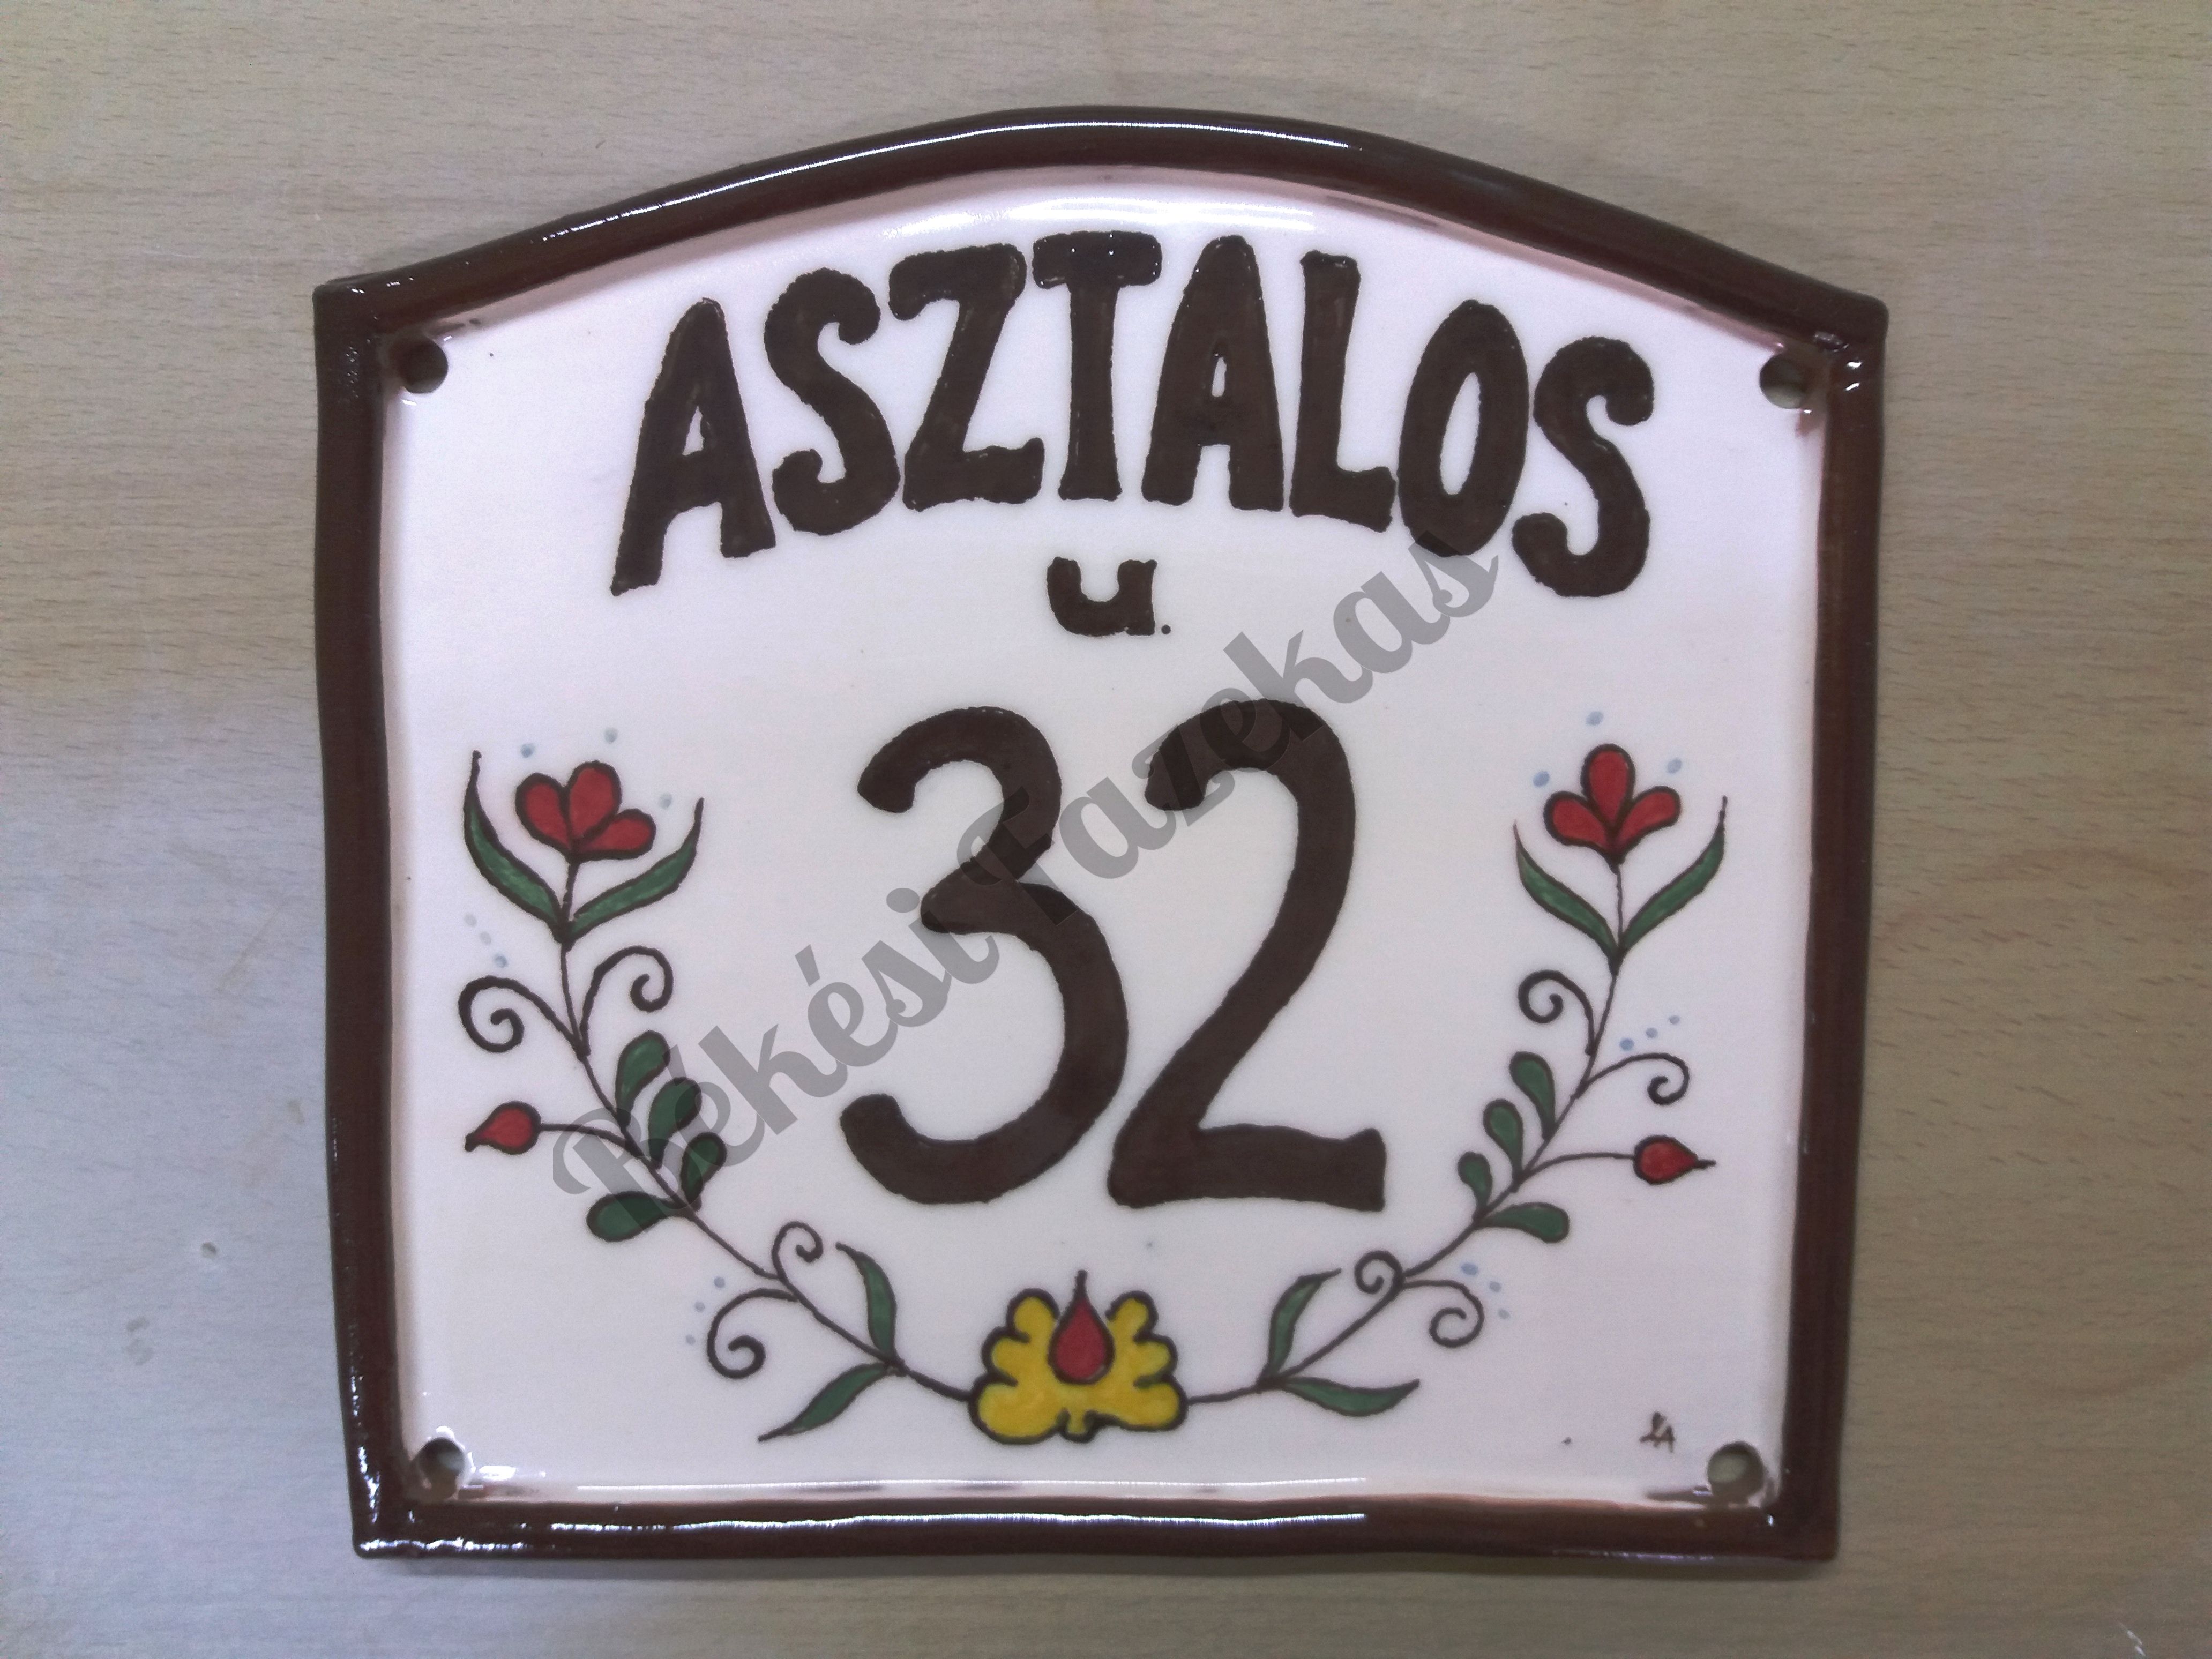 ASZTALOS
u.
32
Békési Fazekas